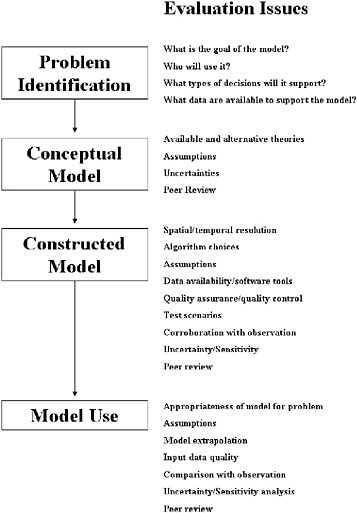 Evaluation Issues
Problem
Identification
What is the goal of the model?
Who will use it?
What types of decisions will it support?
What data are available to support the model?
Conceptual
Model
Available and alternative theories
Assumptions
Uncertainties
Peer Review
Constructed
Model
Spatial/temporal resolution
Algorithm choices
Assumptions
Data availability/software tools
Quality assurance/quality control
Test scenarios
Corroboration with observation
Uncertainty/Sensitivity
Peer review
Model Use
Appropriateness of model for problem
Assumptions
Model extrapolation
Input data quality
Comparison with observation
Uncertainty/Sensitivity analysis
Peer review